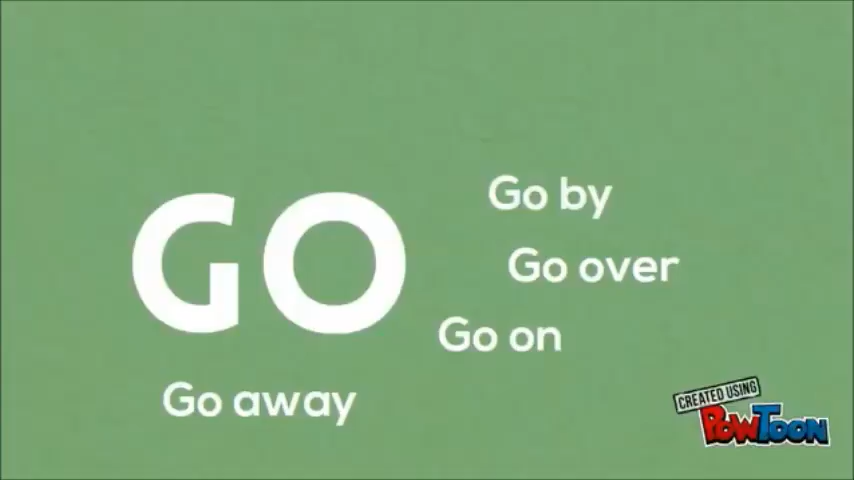 GO
Go by
Go over
Go on
Go away
CREATED USING
PowToon